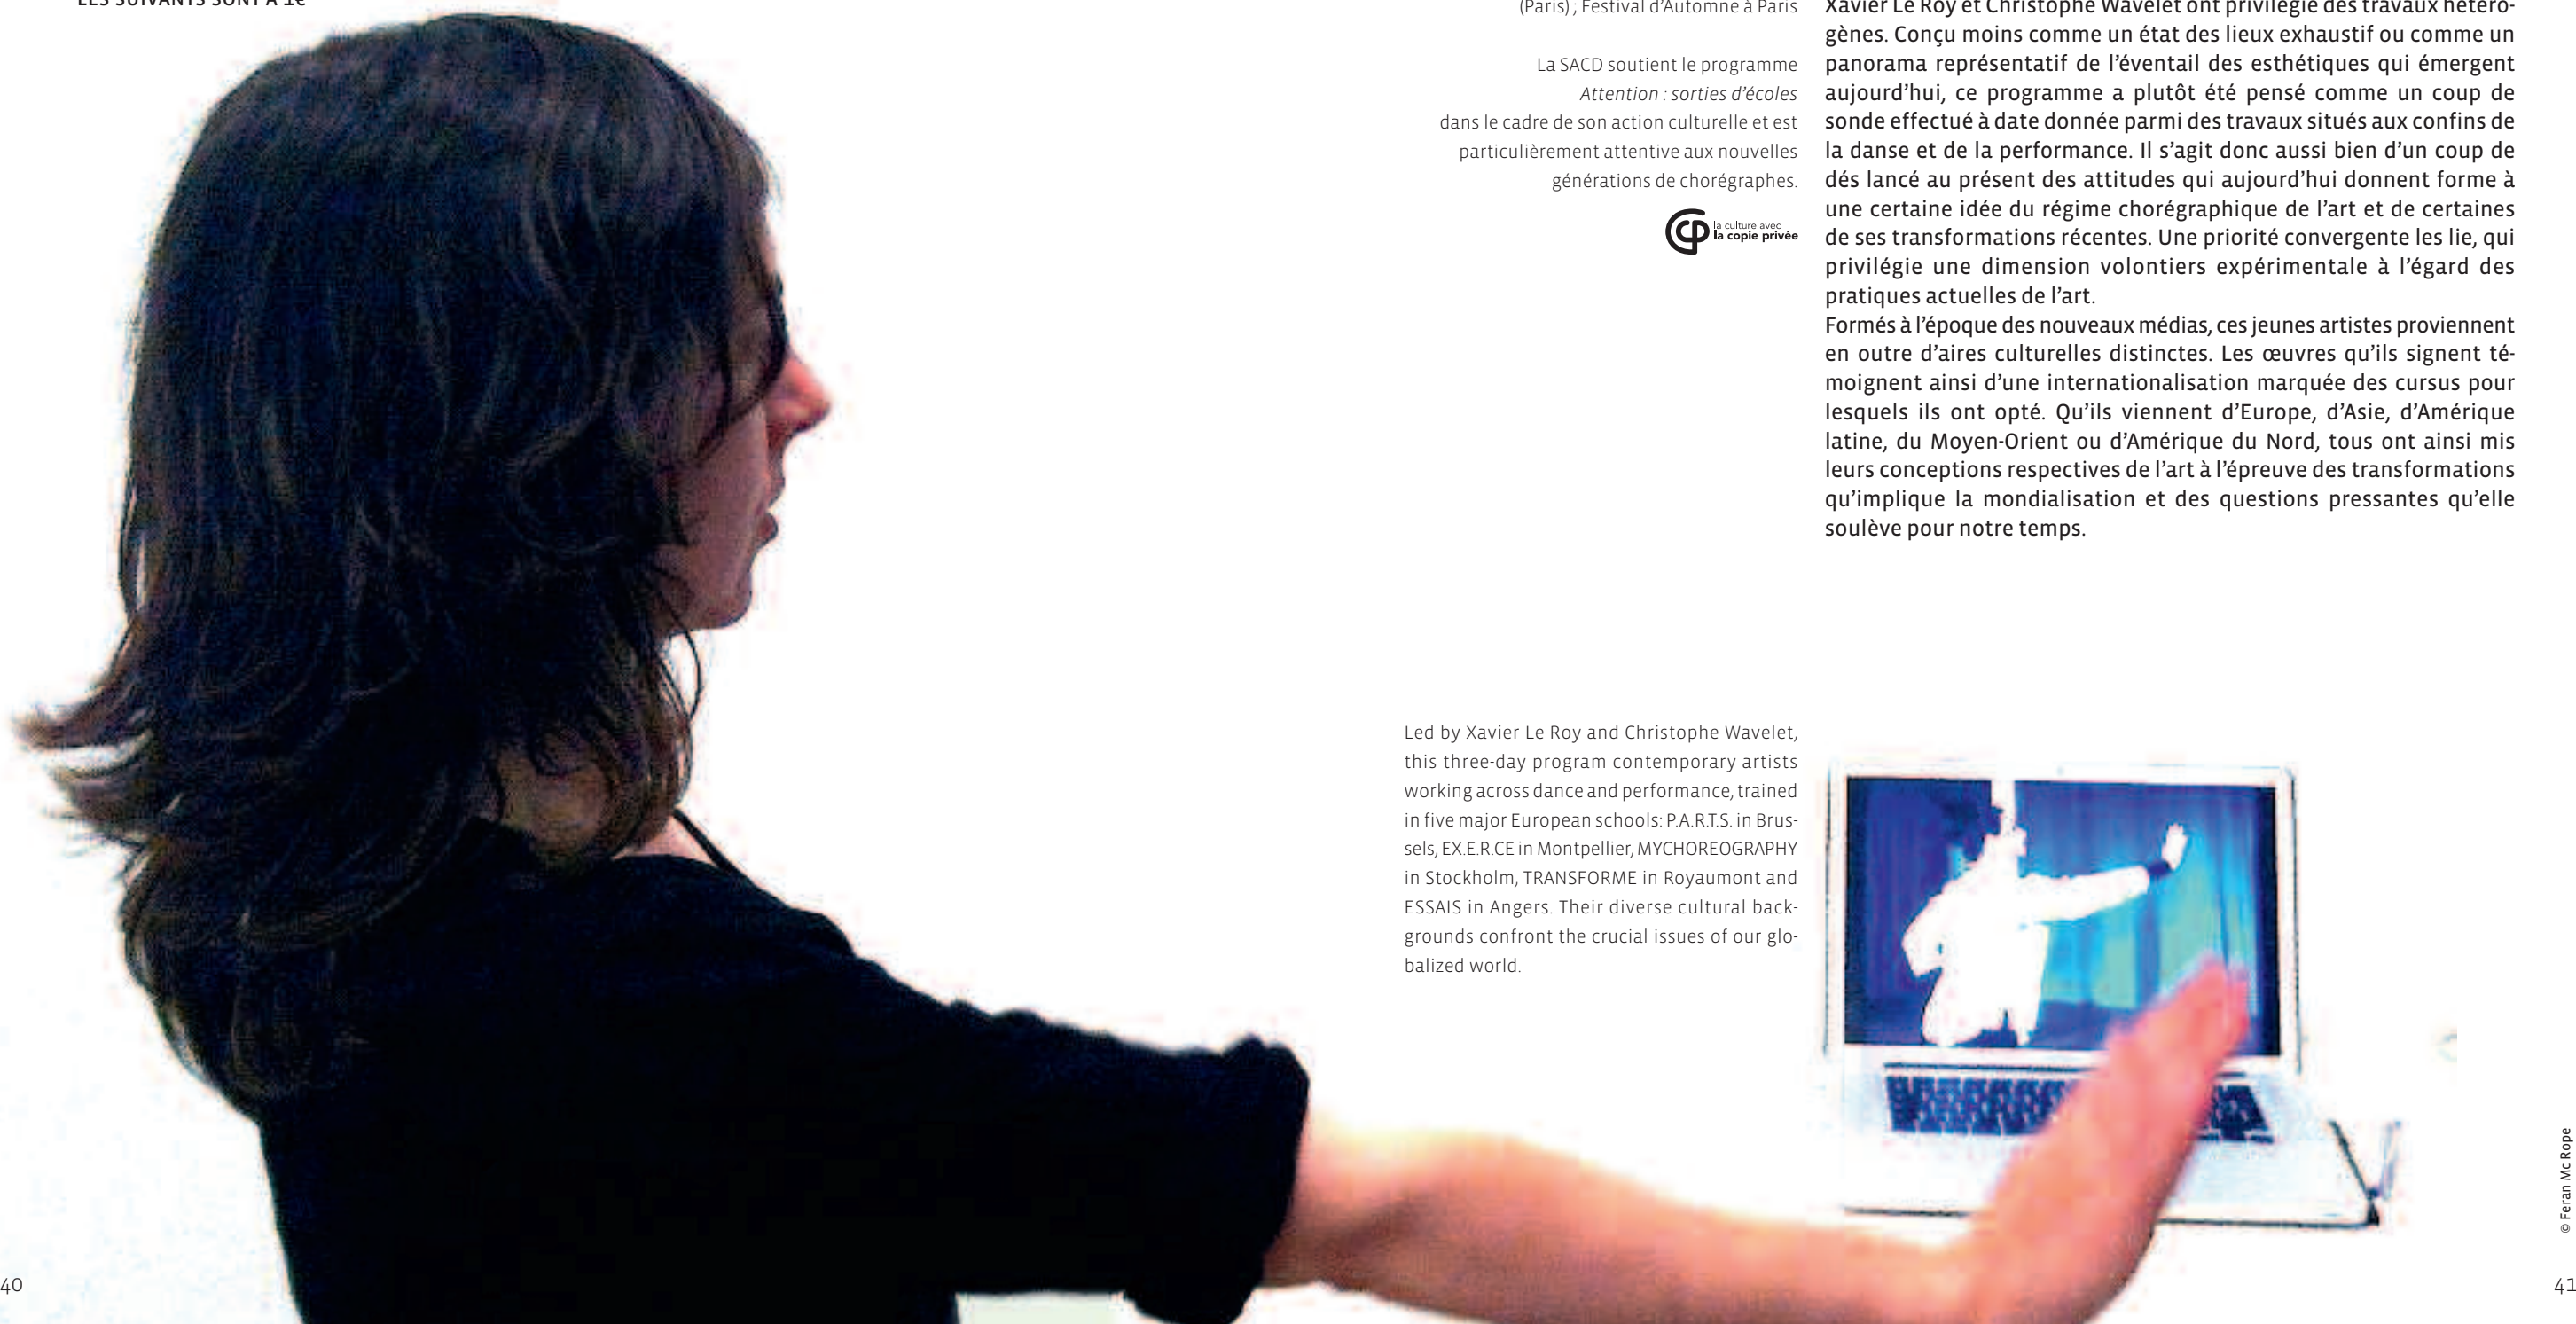 LES SUIVANTS SONT À 1€
(Paris) ; Festival d'Automne à Paris
La SACD soutient le programme
Attention : sorties d'écoles
dans le cadre de son action culturelle et est
particulièrement attentive aux nouvelles
générations de chorégraphes.
la culture avec
la copie privée
Xavier Le Roy et Christophe Wavelet ont privilégié des travaux hétéro-
gènes. Conçu moins comme un état des lieux exhaustif ou comme un
panorama représentatif de l'éventail des esthétiques qui émergent
aujourd'hui, ce programme a plutôt été pensé comme un coup de
sonde effectué à date donnée parmi des travaux situés aux confins de
la danse et de la performance. Il s'agit donc aussi bien d'un coup de
dés lancé au présent des attitudes qui aujourd'hui donnent forme à
une certaine idée du régime chorégraphique de l'art et de certaines
de ses transformations récentes. Une priorité convergente les lie, qui
privilégie une dimension volontiers expérimentale à l'égard des
pratiques actuelles de l'art.
Formés à l'époque des nouveaux médias, ces jeunes artistes proviennent
en outre d'aires culturelles distinctes. Les œuvres qu'ils signent té-
moignent ainsi d'une internationalisation marquée des cursus pour
lesquels ils ont opté. Qu'ils viennent d'Europe, d'Asie, d'Amérique
latine, du Moyen-Orient ou d'Amérique du Nord, tous ont ainsi mis
leurs conceptions respectives de l'art à l'épreuve des transformations
qu'implique la mondialisation et des questions pressantes qu'elle
soulève pour notre temps.
Led by Xavier Le Roy and Christophe Wavelet,
this three-day program contemporary artists
working across dance and performance, trained
in five major European schools: P.A.R.T.S. in Brus-
sels, EX.E.R.CE in Montpellier, MYCHOREOGRAPHY
in Stockholm, TRANSFORME in Royaumont and
ESSAIS in Angers. Their diverse cultural back-
grounds confront the crucial issues of our glo-
balized world.
© Feran Mc Rope
40
41